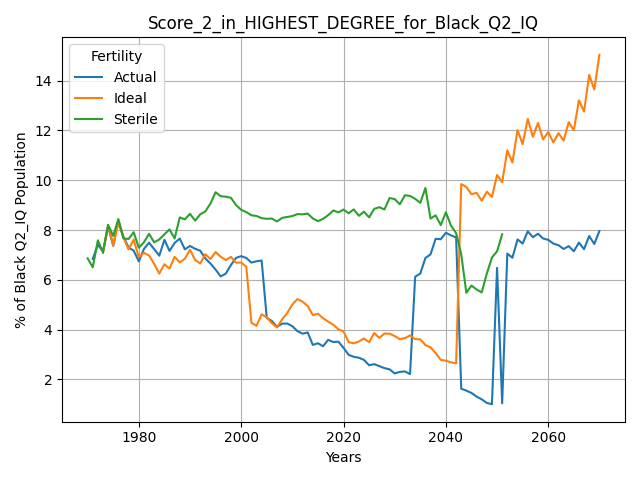 Score_2_in_HIGHEST_DEGREE_for_Black_Q2_IQ
Fertility
Actual
Ideal
Sterile
% of Black Q2_IQ Population
14
12
10
8
6
4
2
1980
2000
2020
2040
2060
Years